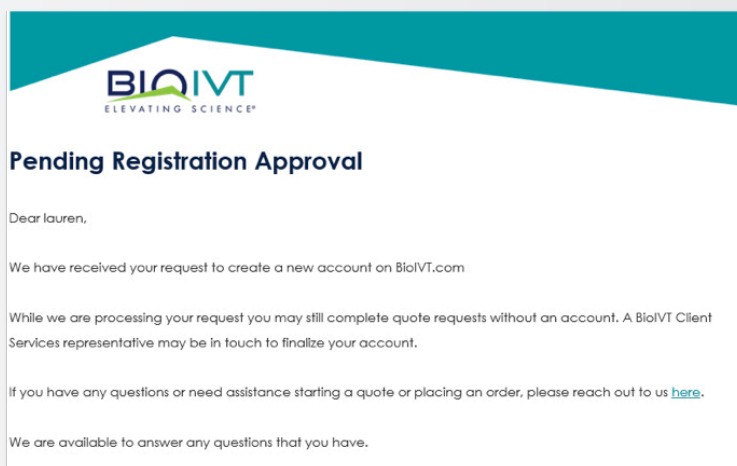 BIOIVT
ELEVATING SCIENCE®
Pending Registration Approval
Dear lauren,
We have received your request to create a new account on BioIVT.com
While we are processing your request you may still complete quote requests without an account. A BioIVT Client
Services representative may be in touch to finalize your account.
If you have any questions or need assistance starting a quote or placing an order, please reach out to us here.
We are available to answer any questions that you have.